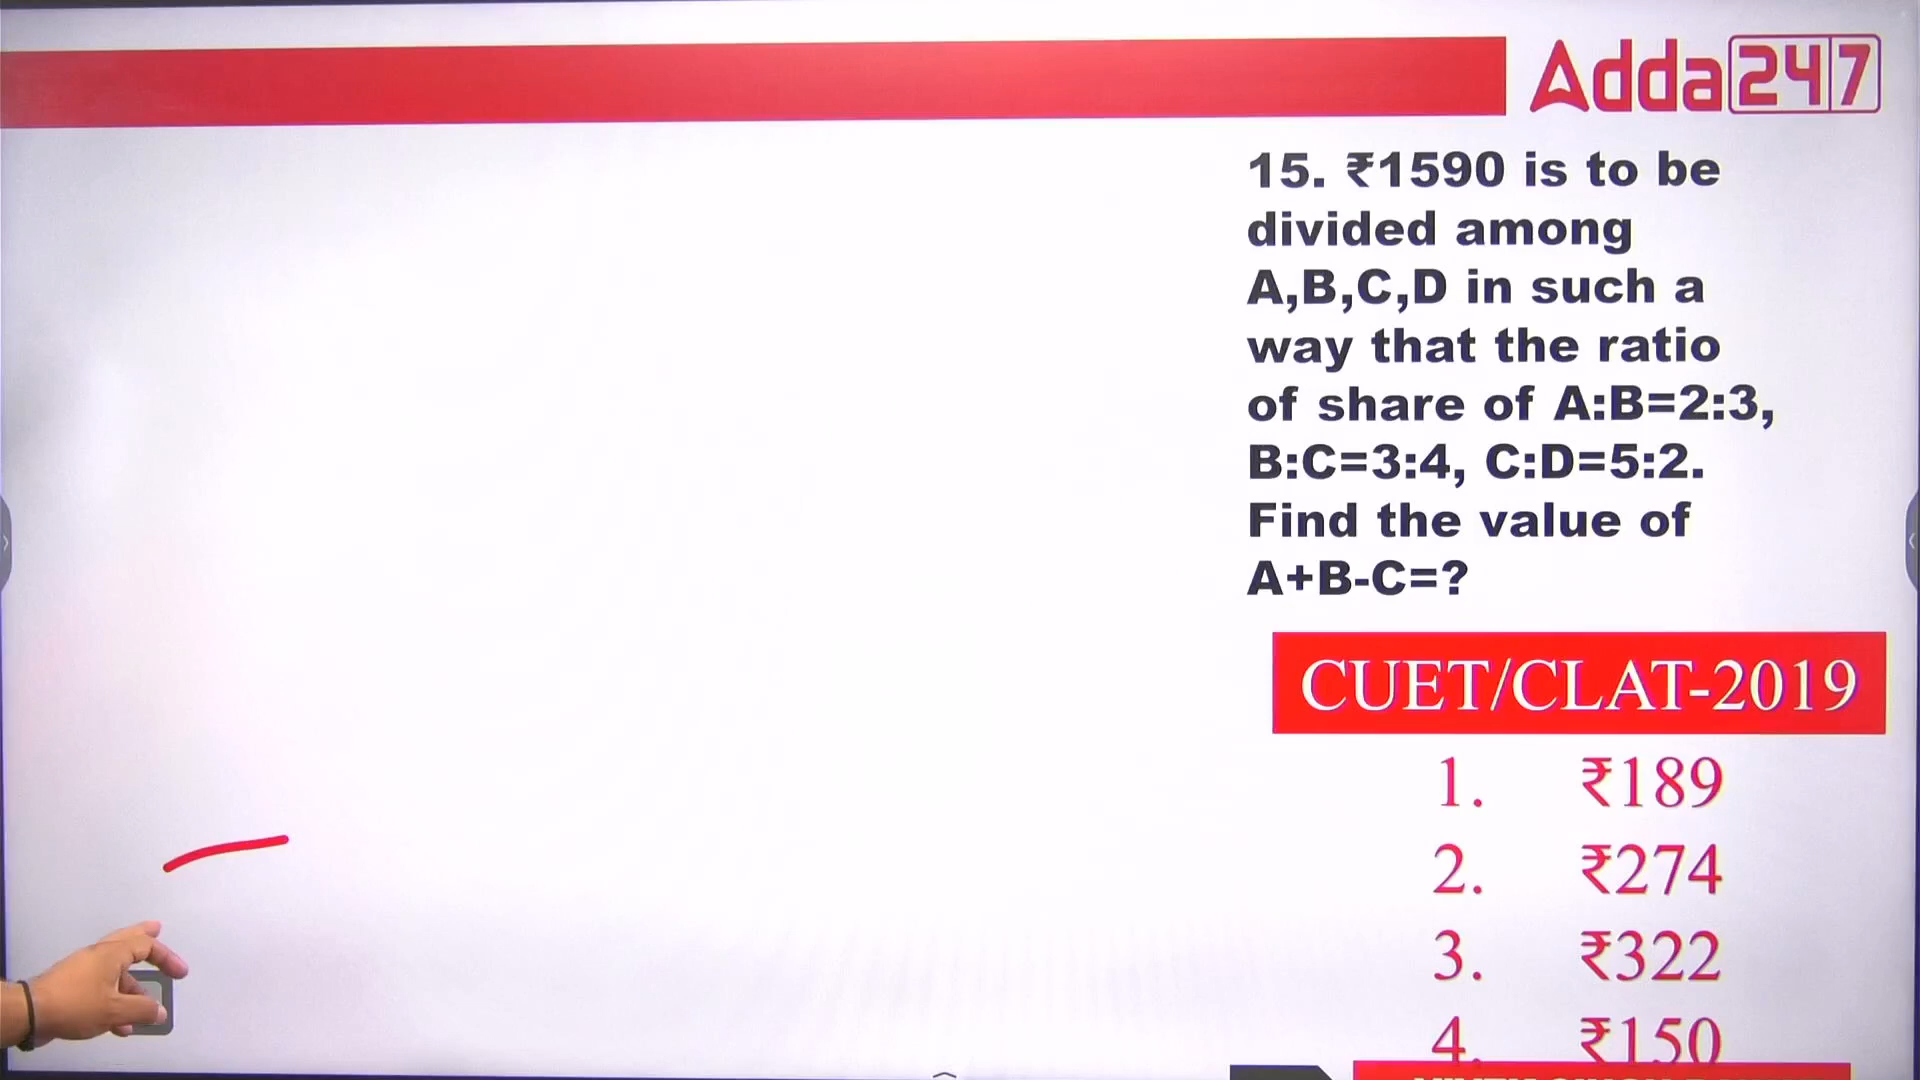 Adda247
15. ₹1590 is to be
divided among
A,B,C,D in such a
way that the ratio
of share of A:B=2:3,
B:C=3:4, C:D=5:2.
Find the value of
A+B-C=?
CUET/CLAT-2019
1. ₹189
2. ₹274
3. ₹322
4. ₹150